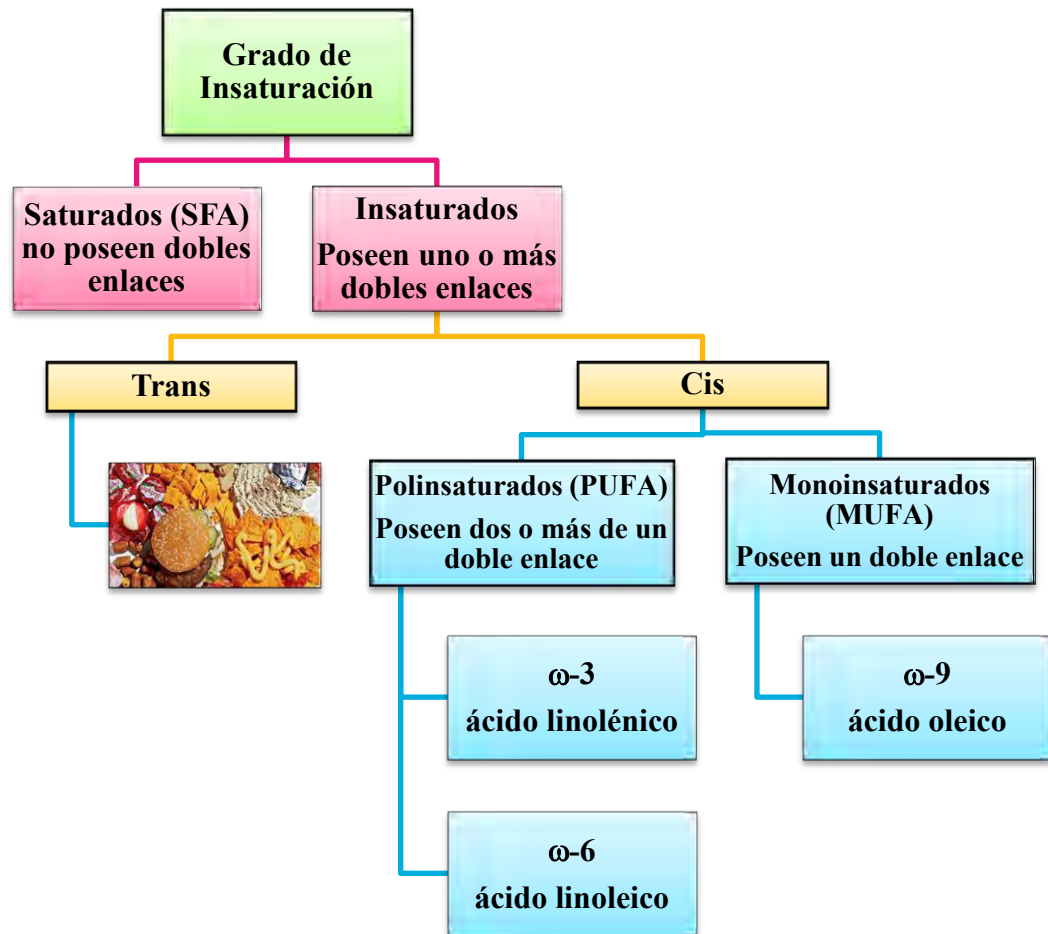 Grado de
Insaturación
Saturados (SFA)
no poseen dobles
enlaces
Insaturados
Poseen uno o más
dobles enlaces
Trans
Cis
Polinsaturados (PUFA)
Poseen dos o más de un
doble enlace
Monoinsaturados
(MUFA)
Poseen un doble enlace
ω-3
ácido linolénico
ω-9
ácido oleico
ω-6
ácido linoleico